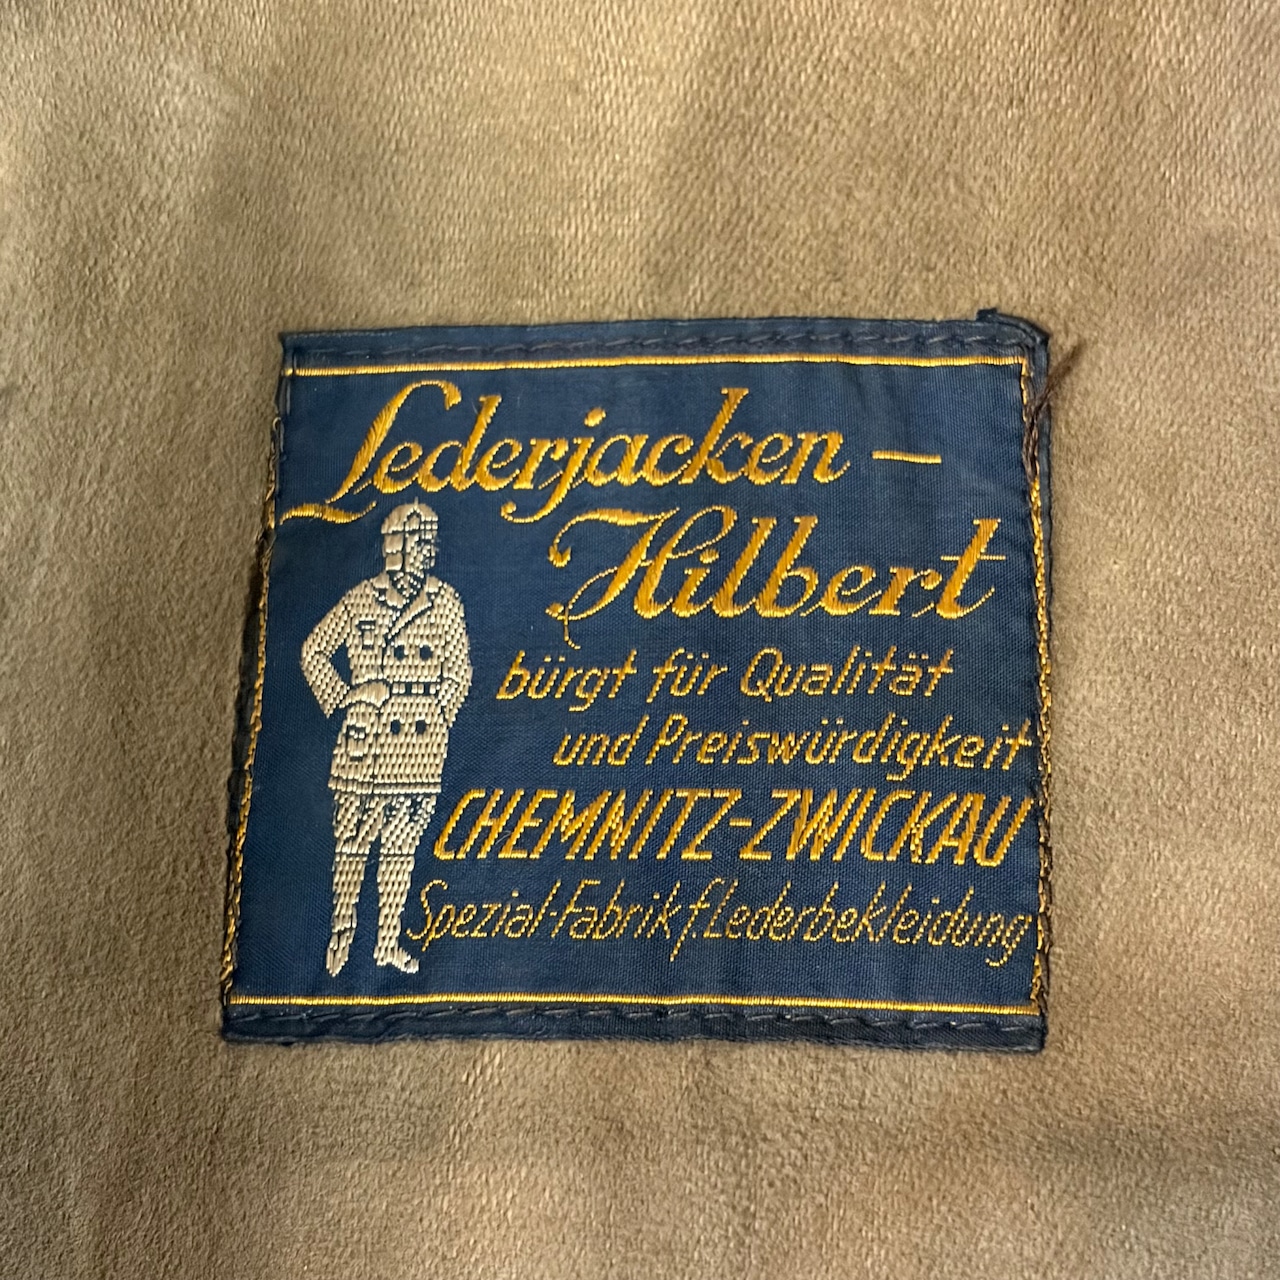 Lederjacken –
Hilbert
bürgt für Qualität
und Preiswürdigkeit
CHEMNITZ-ZWICKAU
Spezial-Fabrik f. Lederbekleidung